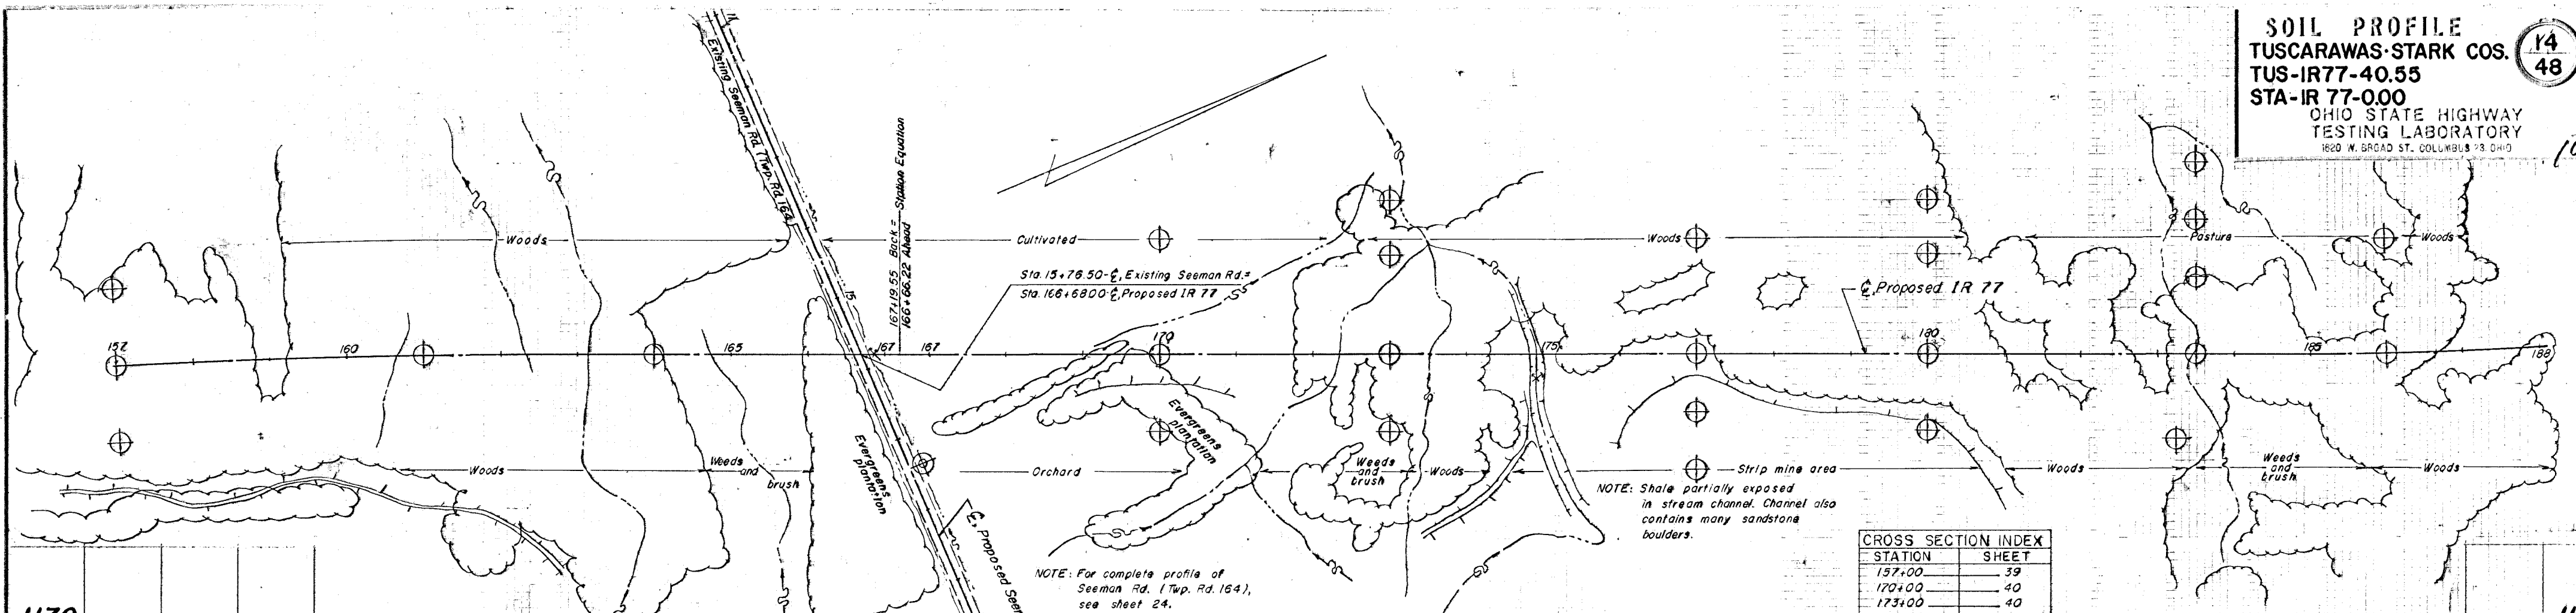 SOIL PROFILE
TUSCARAWAS·STARK COS.
TUS-IR77-40.55
STA-IR 77-0.00
OHIO STATE HIGHWAY
TESTING LABORATORY
1620 W. BROAD ST. COLUMBUS 23, OHIO
14
48
Existing Seeman Rd. (Twp. Rd. 164)
167+19.55 Back =
166+66.22 Ahead
Station Equation
Woods
Cultivated
Woods
Pasture
Woods
Sta. 15+76.50-℄, Existing Seeman Rd.=
Sta. 166+68.00-℄, Proposed IR 77
℄, Proposed IR 77
157
160
165
15
167
167
170
175
180
185
188
Woods
Weeds
and
brush
Evergreens
plantation
Orchard
Evergreens
plantation
Weeds
and
brush
Woods
Strip mine area
Woods
Weeds
and
brush
Woods
NOTE: Shale partially exposed
in stream channel. Channel also
contains many sandstone
boulders.
℄, Proposed
NOTE: For complete profile of
Seeman Rd. (Twp. Rd. 164),
see sheet 24.
CROSS SECTION INDEX
STATION SHEET
157+00 39
170+00 40
173+00 40